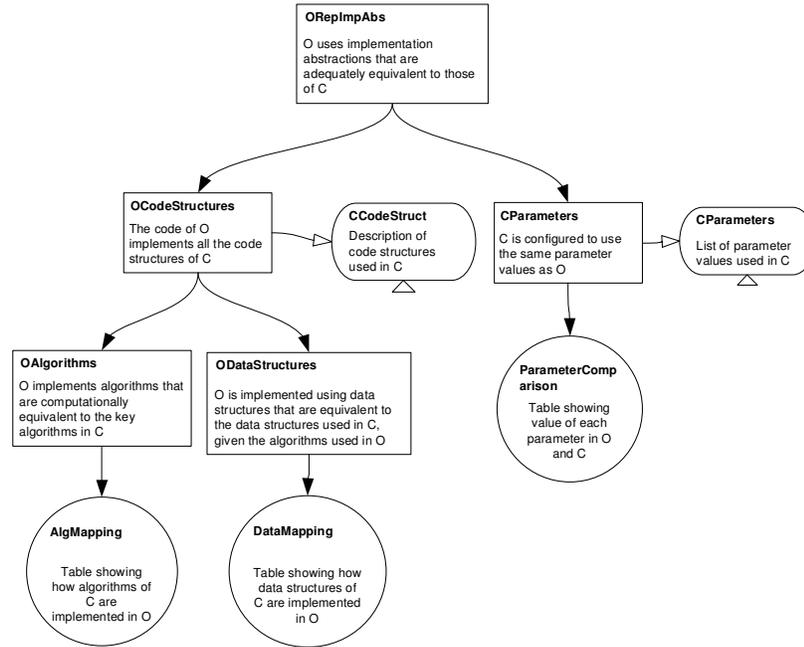 ORepImpAbs
O uses implementation
abstractions that are
adequately equivalent to those
of C
OCodeStructures
The code of O
implements all the code
structures of C
CCodeStruct
Description of
code structures
used in C
CParameters
C is configured to use
the same parameter
values as O
CParameters
List of parameter
values used in C
OAlgorithms
O implements algorithms that
are computationally
equivalent to the key
algorithms in C
ODataStructures
O is implemented using data
structures that are equivalent to
the data structures used in C,
given the algorithms used in O
ParameterComp
arison
Table showing
value of each
parameter in O
and C
AlgMapping
Table showing
how algorithms of
C are
implemented in O
DataMapping
Table showing how
data structures of
C are implemented
in O